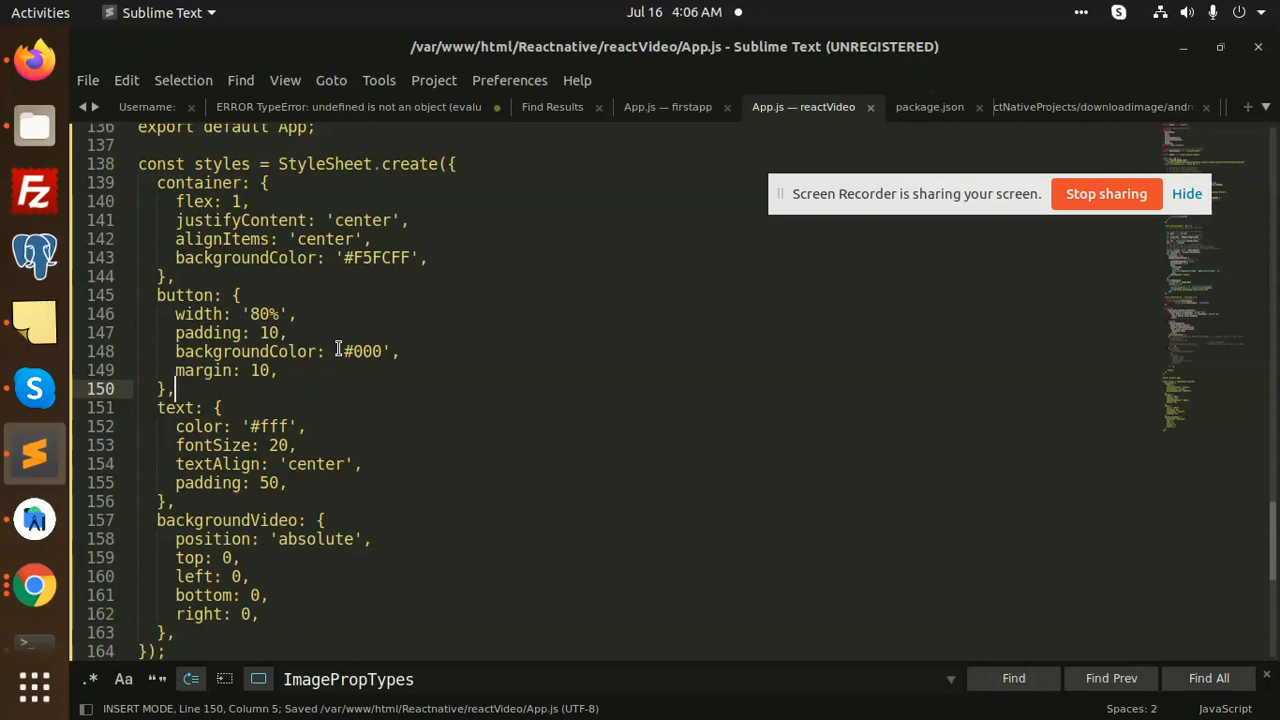 Activities
Sublime Text
Jul 16 4:06 AM
/var/www/html/Reactnative/reactVideo/App.js - Sublime Text (UNREGISTERED)
File Edit Selection Find View Goto Tools Project Preferences Help
Username: ERROR TypeError: undefined is not an object (evalu Find Results App.js — firstapp App.js — reactVideo package.json ctNativeProjects/downloadimage/andr
Screen Recorder is sharing your screen. Stop sharing Hide
136 export default App;
137
138 const styles = StyleSheet.create({
139 container: {
140 flex: 1,
141 justifyContent: 'center',
142 alignItems: 'center',
143 backgroundColor: '#F5FCFF',
144 },
145 button: {
146 width: '80%',
147 padding: 10,
148 backgroundColor: '#000',
149 margin: 10,
150 },
151 text: {
152 color: '#fff',
153 fontSize: 20,
154 textAlign: 'center',
155 padding: 50,
156 },
157 backgroundVideo: {
158 position: 'absolute',
159 top: 0,
160 left: 0,
161 bottom: 0,
162 right: 0,
163 },
164 });
.* Aa “” ImagePropTypes Find Find Prev Find All
INSERT MODE, Line 150, Column 5; Saved /var/www/html/Reactnative/reactVideo/App.js (UTF-8) Spaces: 2 JavaScript